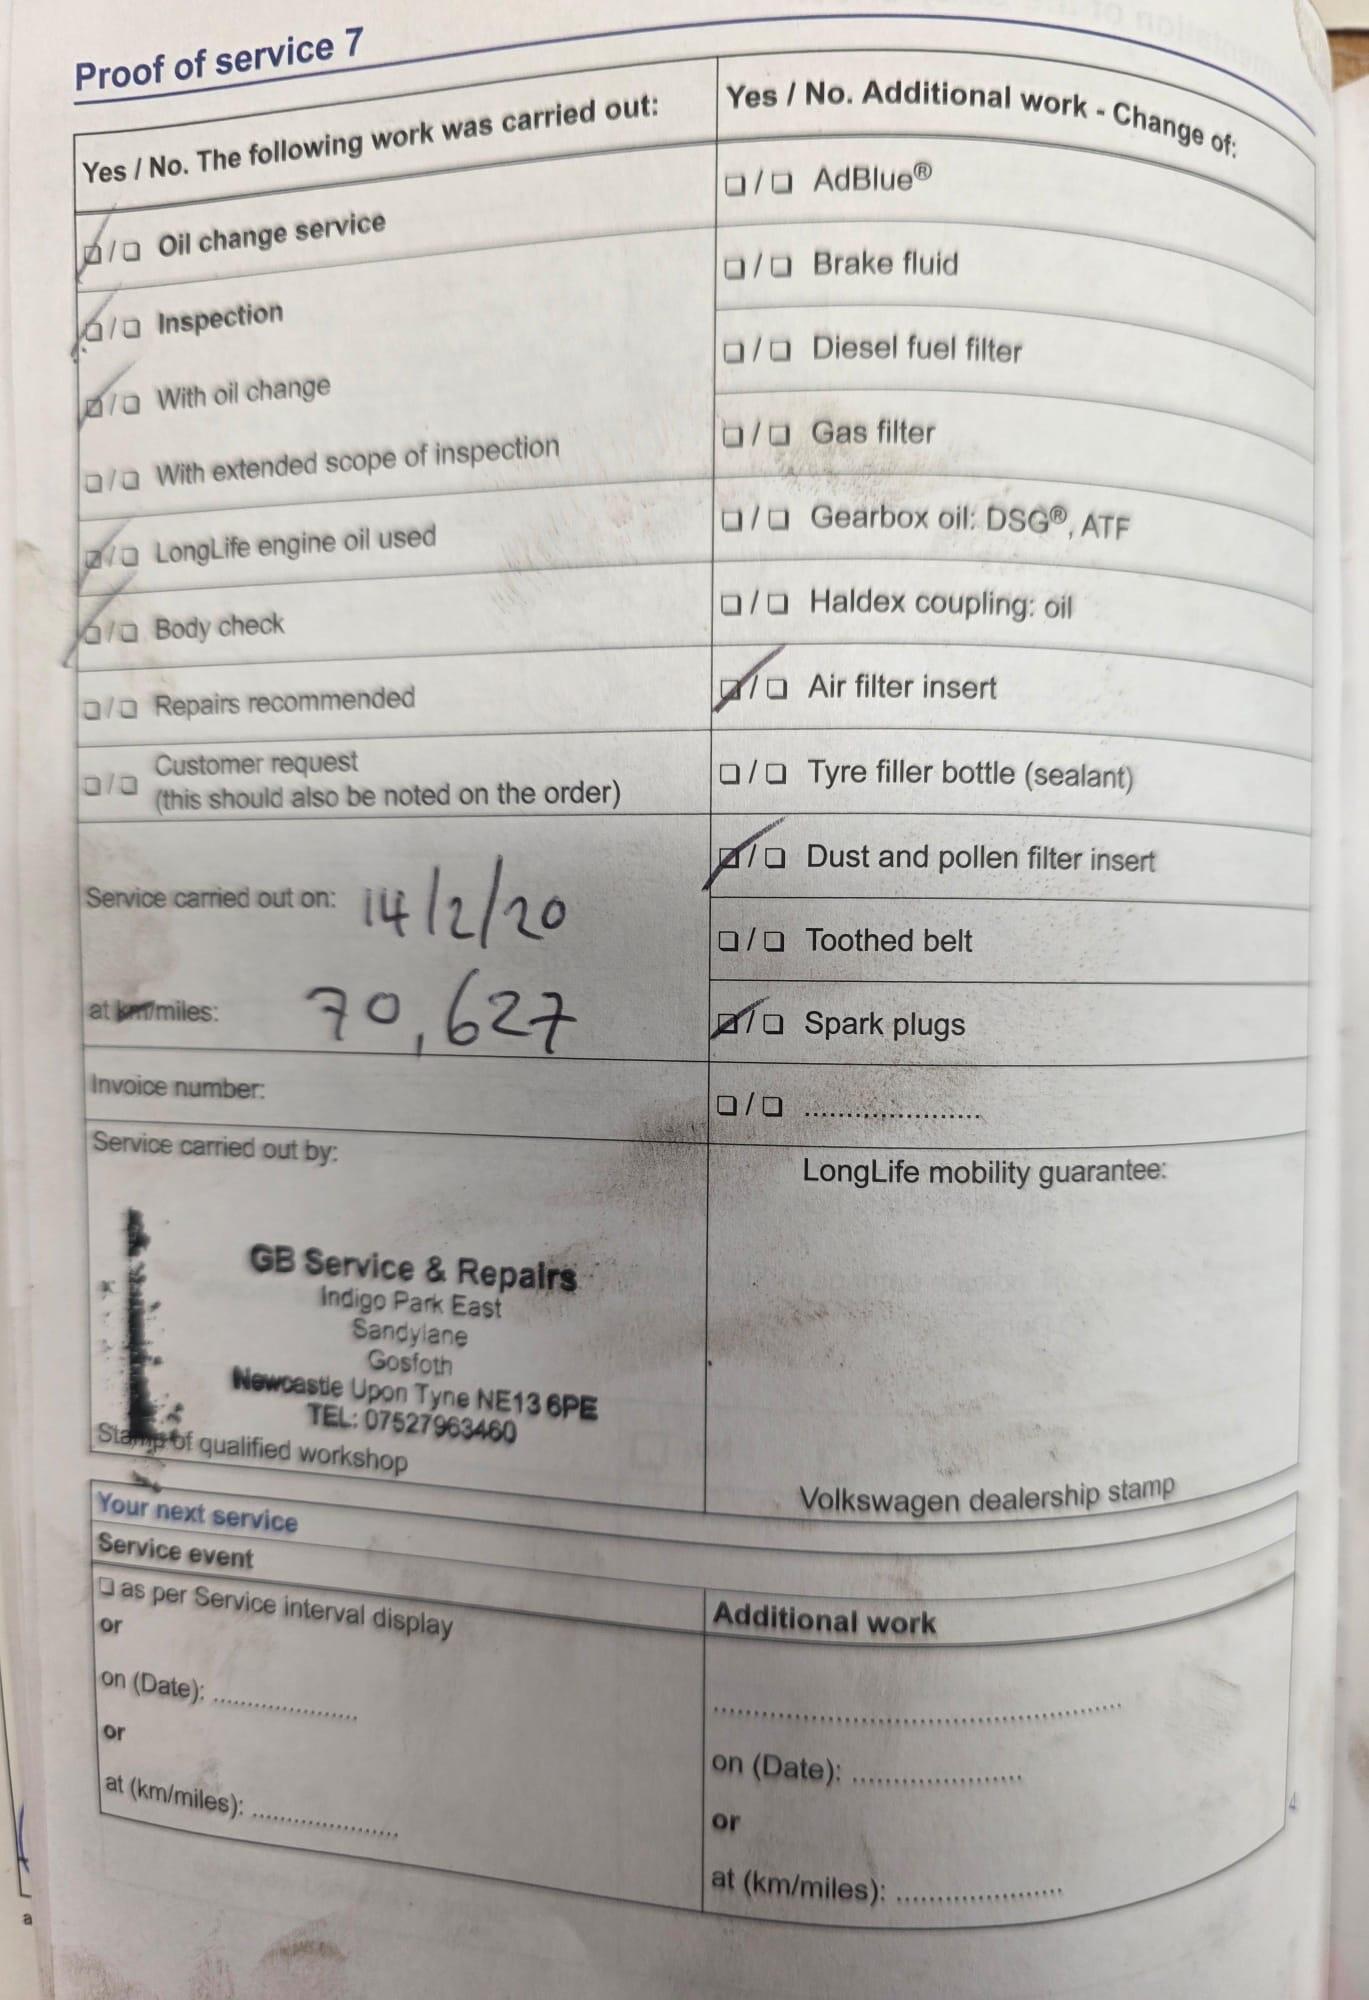 Proof of service 7
Yes / No. The following work was carried out:
❏ / ❏ Oil change service
❏ / ❏ Inspection
❏ / ❏ With oil change
❏ / ❏ With extended scope of inspection
❏ / ❏ LongLife engine oil used
❏ / ❏ Body check
❏ / ❏ Repairs recommended
❏ / ❏ Customer request
(this should also be noted on the order)
Service carried out on: 14/2/20
at km/miles: 70,627
Invoice number:
Service carried out by:
GB Service & Repairs
Indigo Park East
Sandylane
Gosfoth
Newcastle Upon Tyne NE13 6PE
TEL: 07527963460
Stamp of qualified workshop
Yes / No. Additional work - Change of:
❏ / ❏ AdBlue®
❏ / ❏ Brake fluid
❏ / ❏ Diesel fuel filter
❏ / ❏ Gas filter
❏ / ❏ Gearbox oil: DSG®, ATF
❏ / ❏ Haldex coupling: oil
❏ / ❏ Air filter insert
❏ / ❏ Tyre filler bottle (sealant)
❏ / ❏ Dust and pollen filter insert
❏ / ❏ Toothed belt
❏ / ❏ Spark plugs
❏ / ❏ .....................
LongLife mobility guarantee:
Volkswagen dealership stamp
Your next service
Service event
❏ as per Service interval display
or
on (Date): .....................
or
at (km/miles): .....................
Additional work
..........................................................
on (Date): .....................
or
at (km/miles): .....................